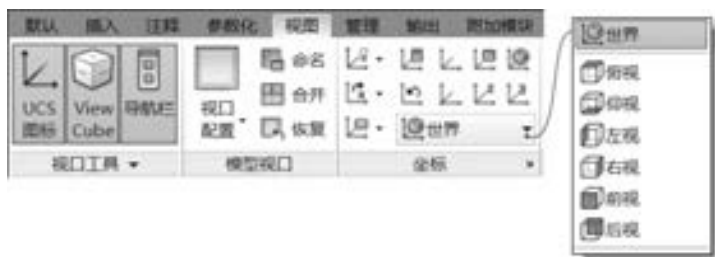 默认 插入 注释 参数化 视图 管理 输出 附加模块
UCS 图标
View Cube
导航栏
视口 配置
命名
合并
恢复
世界
视口工具
模型视口
坐标
世界
俯视
仰视
左视
右视
前视
后视